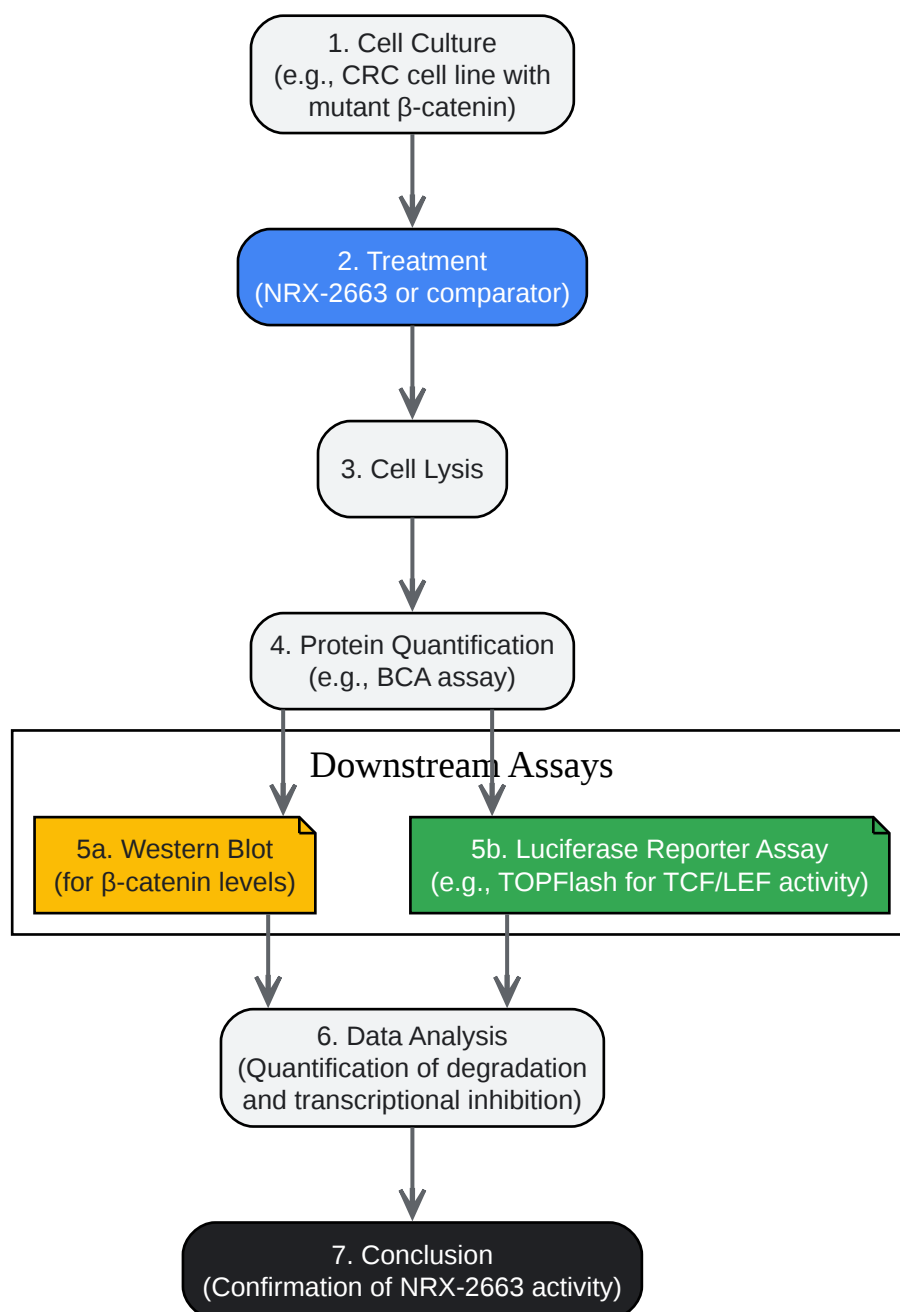 1. Cell Culture
(e.g., CRC cell line with
mutant β-catenin)
2. Treatment
(NRX-2663 or comparator)
3. Cell Lysis
4. Protein Quantification
(e.g., BCA assay)
Downstream Assays
5a. Western Blot
(for β-catenin levels)
5b. Luciferase Reporter Assay
(e.g., TOPFlash for TCF/LEF activity)
6. Data Analysis
(Quantification of degradation
and transcriptional inhibition)
7. Conclusion
(Confirmation of NRX-2663 activity)